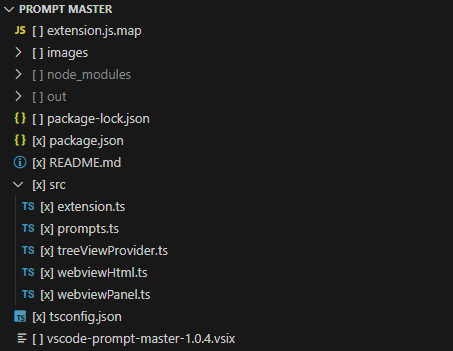 PROMPT MASTER
JS [ ] extension.js.map
[ ] images
[ ] node_modules
[ ] out
{ } [ ] package-lock.json
{ } [x] package.json
[x] README.md
[x] src
TS [x] extension.ts
TS [x] prompts.ts
TS [x] treeViewProvider.ts
TS [x] webviewHtml.ts
TS [x] webviewPanel.ts
TS [x] tsconfig.json
[ ] vscode-prompt-master-1.0.4.vsix